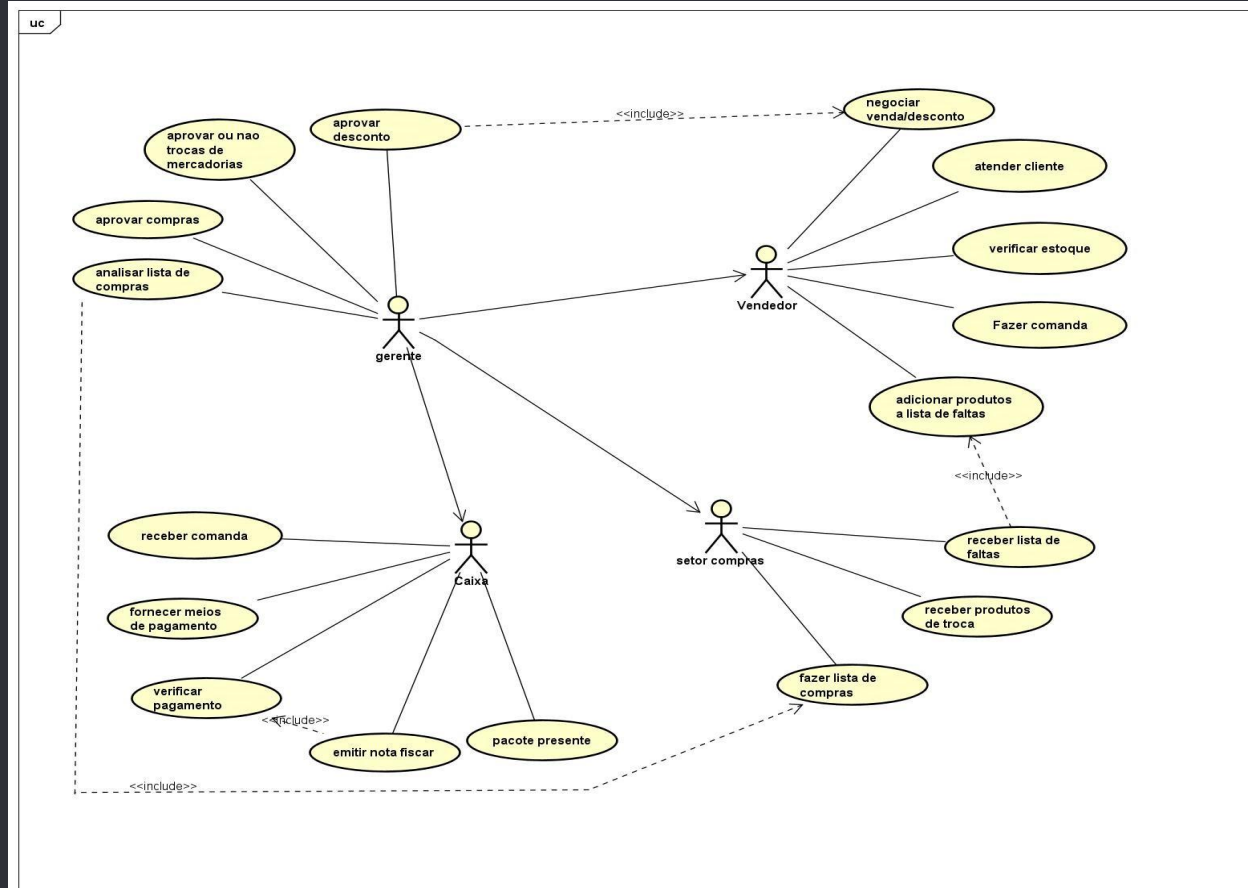 uc
<<include>>
negociar
venda/desconto
aprovar
desconto
aprovar ou nao
trocas de
mercadorias
atender cliente
aprovar compras
verificar estoque
analisar lista de
compras
Vendedor
Fazer comanda
gerente
adicionar produtos
a lista de faltas
<<include>>
receber comanda
setor compras
receber lista de
faltas
Caixa
fornecer meios
de pagamento
receber produtos
de troca
verificar
pagamento
fazer lista de
compras
<<include>>
emitir nota fiscar
pacote presente
<<include>>